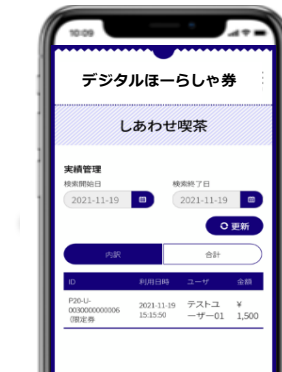 10:09
デジタルほーらしゃ券
しあわせ喫茶
実績管理
検索開始日 検索終了日
2021-11-19 2021-11-19
更新
内訳 合計
ID 利用日時 ユーザ 金額
P20-U- 2021-11-19 テストユ ¥
0030000000006 15:15:50 ーザー01 1,500
(限定券